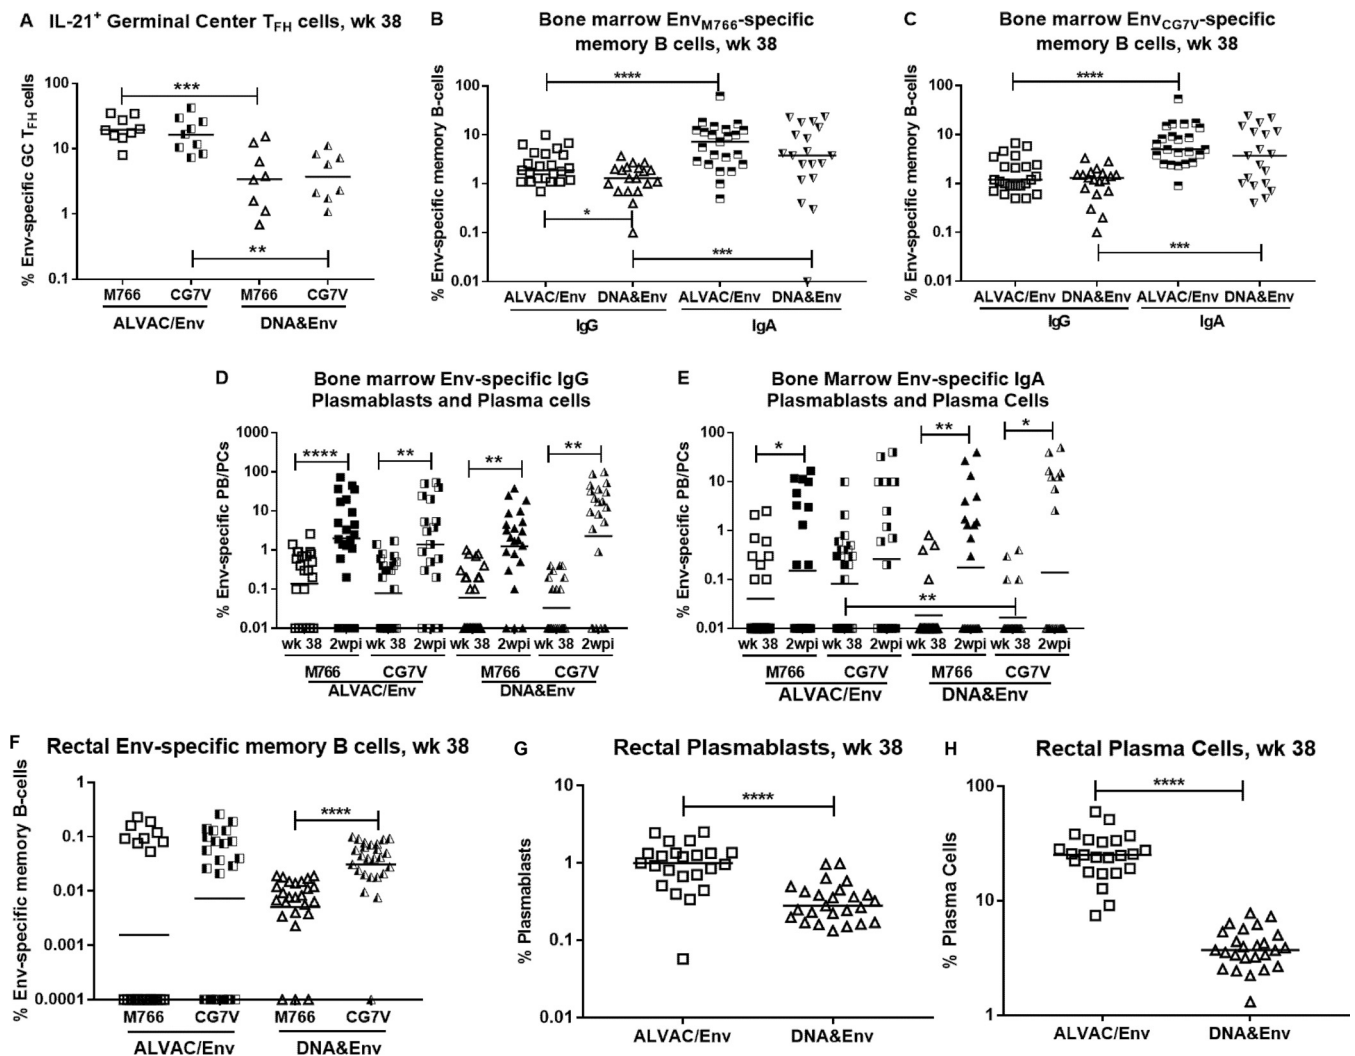 A IL-21+ Germinal Center TFH cells, wk 38
% Env-specific GC TFH cells
100
10
1
0.1
***
**
M766 CG7V M766 CG7V
ALVAC/Env DNA&Env
B Bone marrow EnvM766-specific
memory B cells, wk 38
% Env-specific memory B-cells
100
10
1
0.1
0.01
****
*
***
ALVAC/Env DNA&Env ALVAC/Env DNA&Env
IgG IgA
C Bone marrow EnvCG7V-specific
memory B cells, wk 38
% Env-specific memory B-cells
100
10
1
0.1
0.01
****
***
ALVAC/Env DNA&Env ALVAC/Env DNA&Env
IgG IgA
D Bone marrow Env-specific IgG
Plasmablasts and Plasma cells
% Env-specific PB/PCs
1000
100
10
1
0.1
0.01
**** ** ** **
wk 38 2wpi wk 38 2wpi wk 38 2wpi wk 38 2wpi
M766 CG7V M766 CG7V
ALVAC/Env DNA&Env
E Bone Marrow Env-specific IgA
Plasmablasts and Plasma Cells
% Env-specific PB/PCs
100
10
1
0.1
0.01
* ** *
**
wk 38 2wpi wk 38 2wpi wk 38 2wpi wk 38 2wpi
M766 CG7V M766 CG7V
ALVAC/Env DNA&Env
F Rectal Env-specific memory B cells, wk 38
% Env-specific memory B-cells
1
0.1
0.01
0.001
0.0001
****
M766 CG7V M766 CG7V
ALVAC/Env DNA&Env
G Rectal Plasmablasts, wk 38
% Plasmablasts
10
1
0.1
0.01
****
ALVAC/Env DNA&Env
H Rectal Plasma Cells, wk 38
% Plasma Cells
100
10
1
****
ALVAC/Env DNA&Env